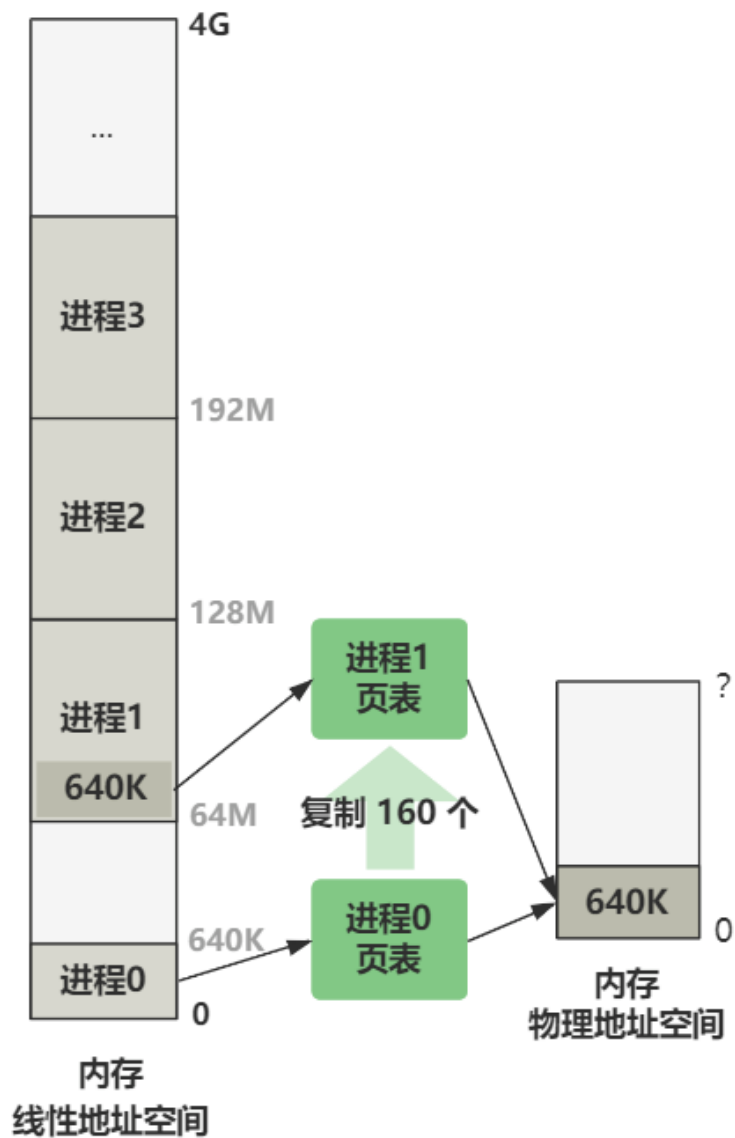 4G
...
进程3
192M
进程2
128M
进程1
640K
64M
640K
进程0
0
内存
线性地址空间
进程1
页表
复制 160 个
进程0
页表
?
640K
0
内存
物理地址空间